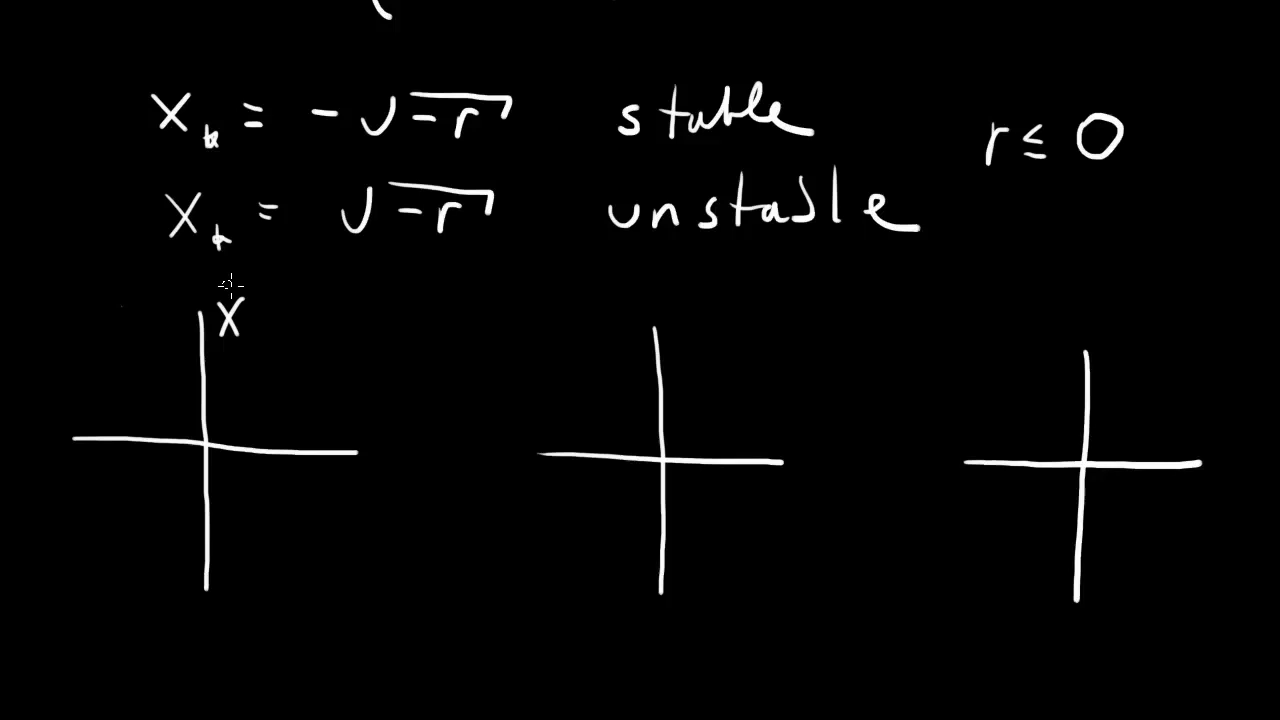 x* = -√-r stable r ≤ 0
x* = √-r unstable
x